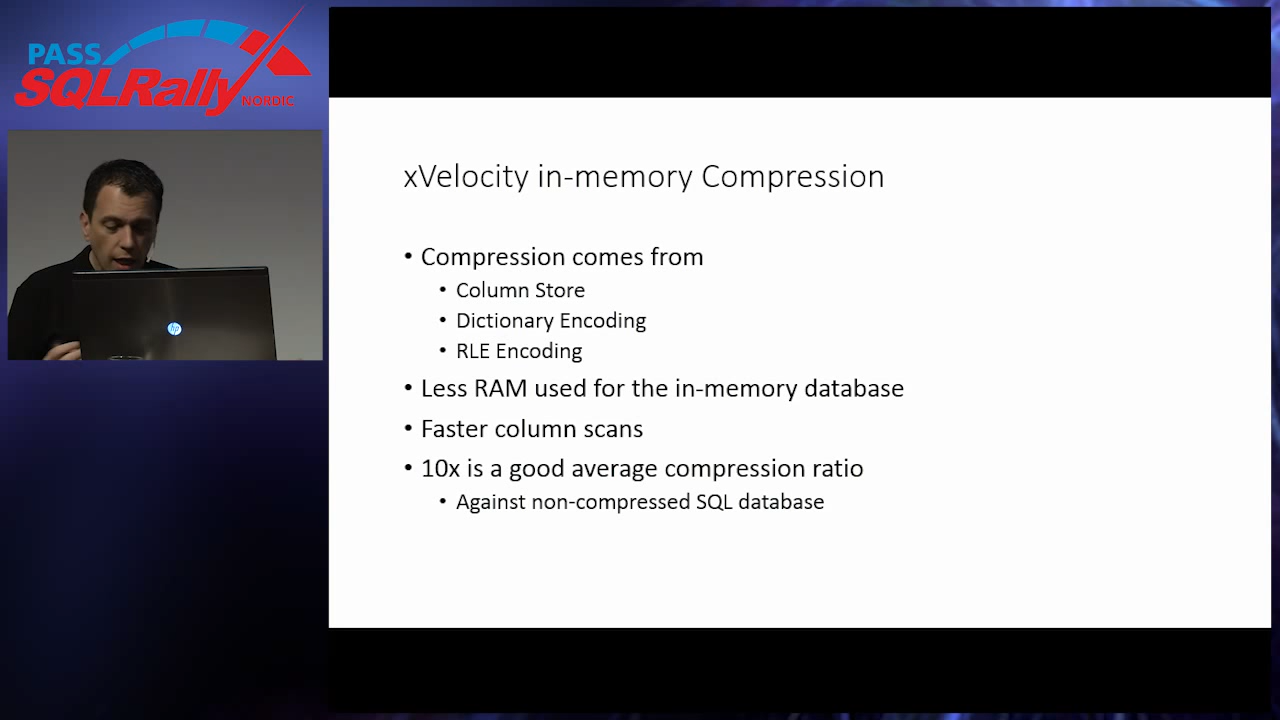 PASS
SQLRally
NORDIC
hp
xVelocity in-memory Compression
• Compression comes from
• Column Store
• Dictionary Encoding
• RLE Encoding
• Less RAM used for the in-memory database
• Faster column scans
• 10x is a good average compression ratio
• Against non-compressed SQL database